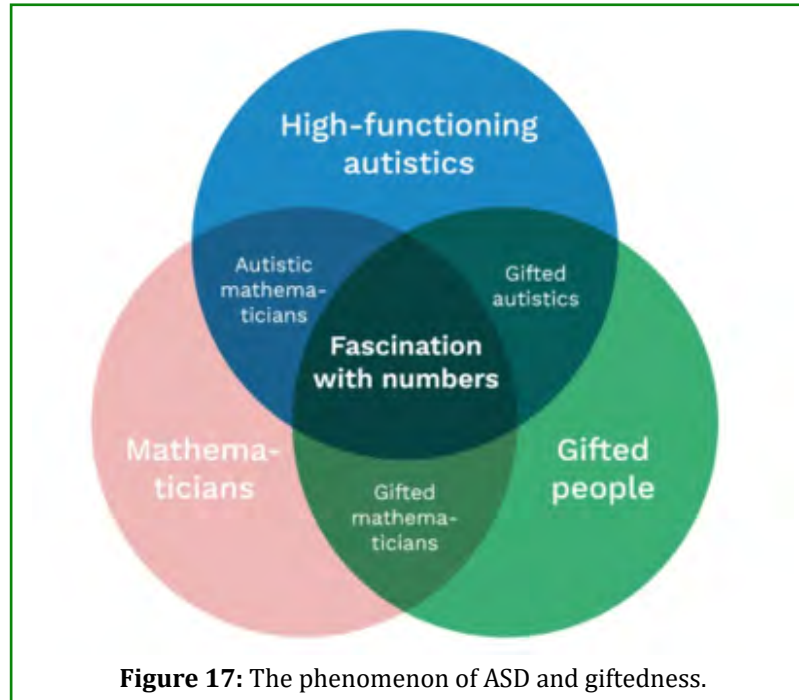 High-functioning
autistics
Autistic
mathema-
ticians
Gifted
autistics
Fascination
with numbers
Mathema-
ticians
Gifted
people
Gifted
mathema-
ticians
Figure 17: The phenomenon of ASD and giftedness.